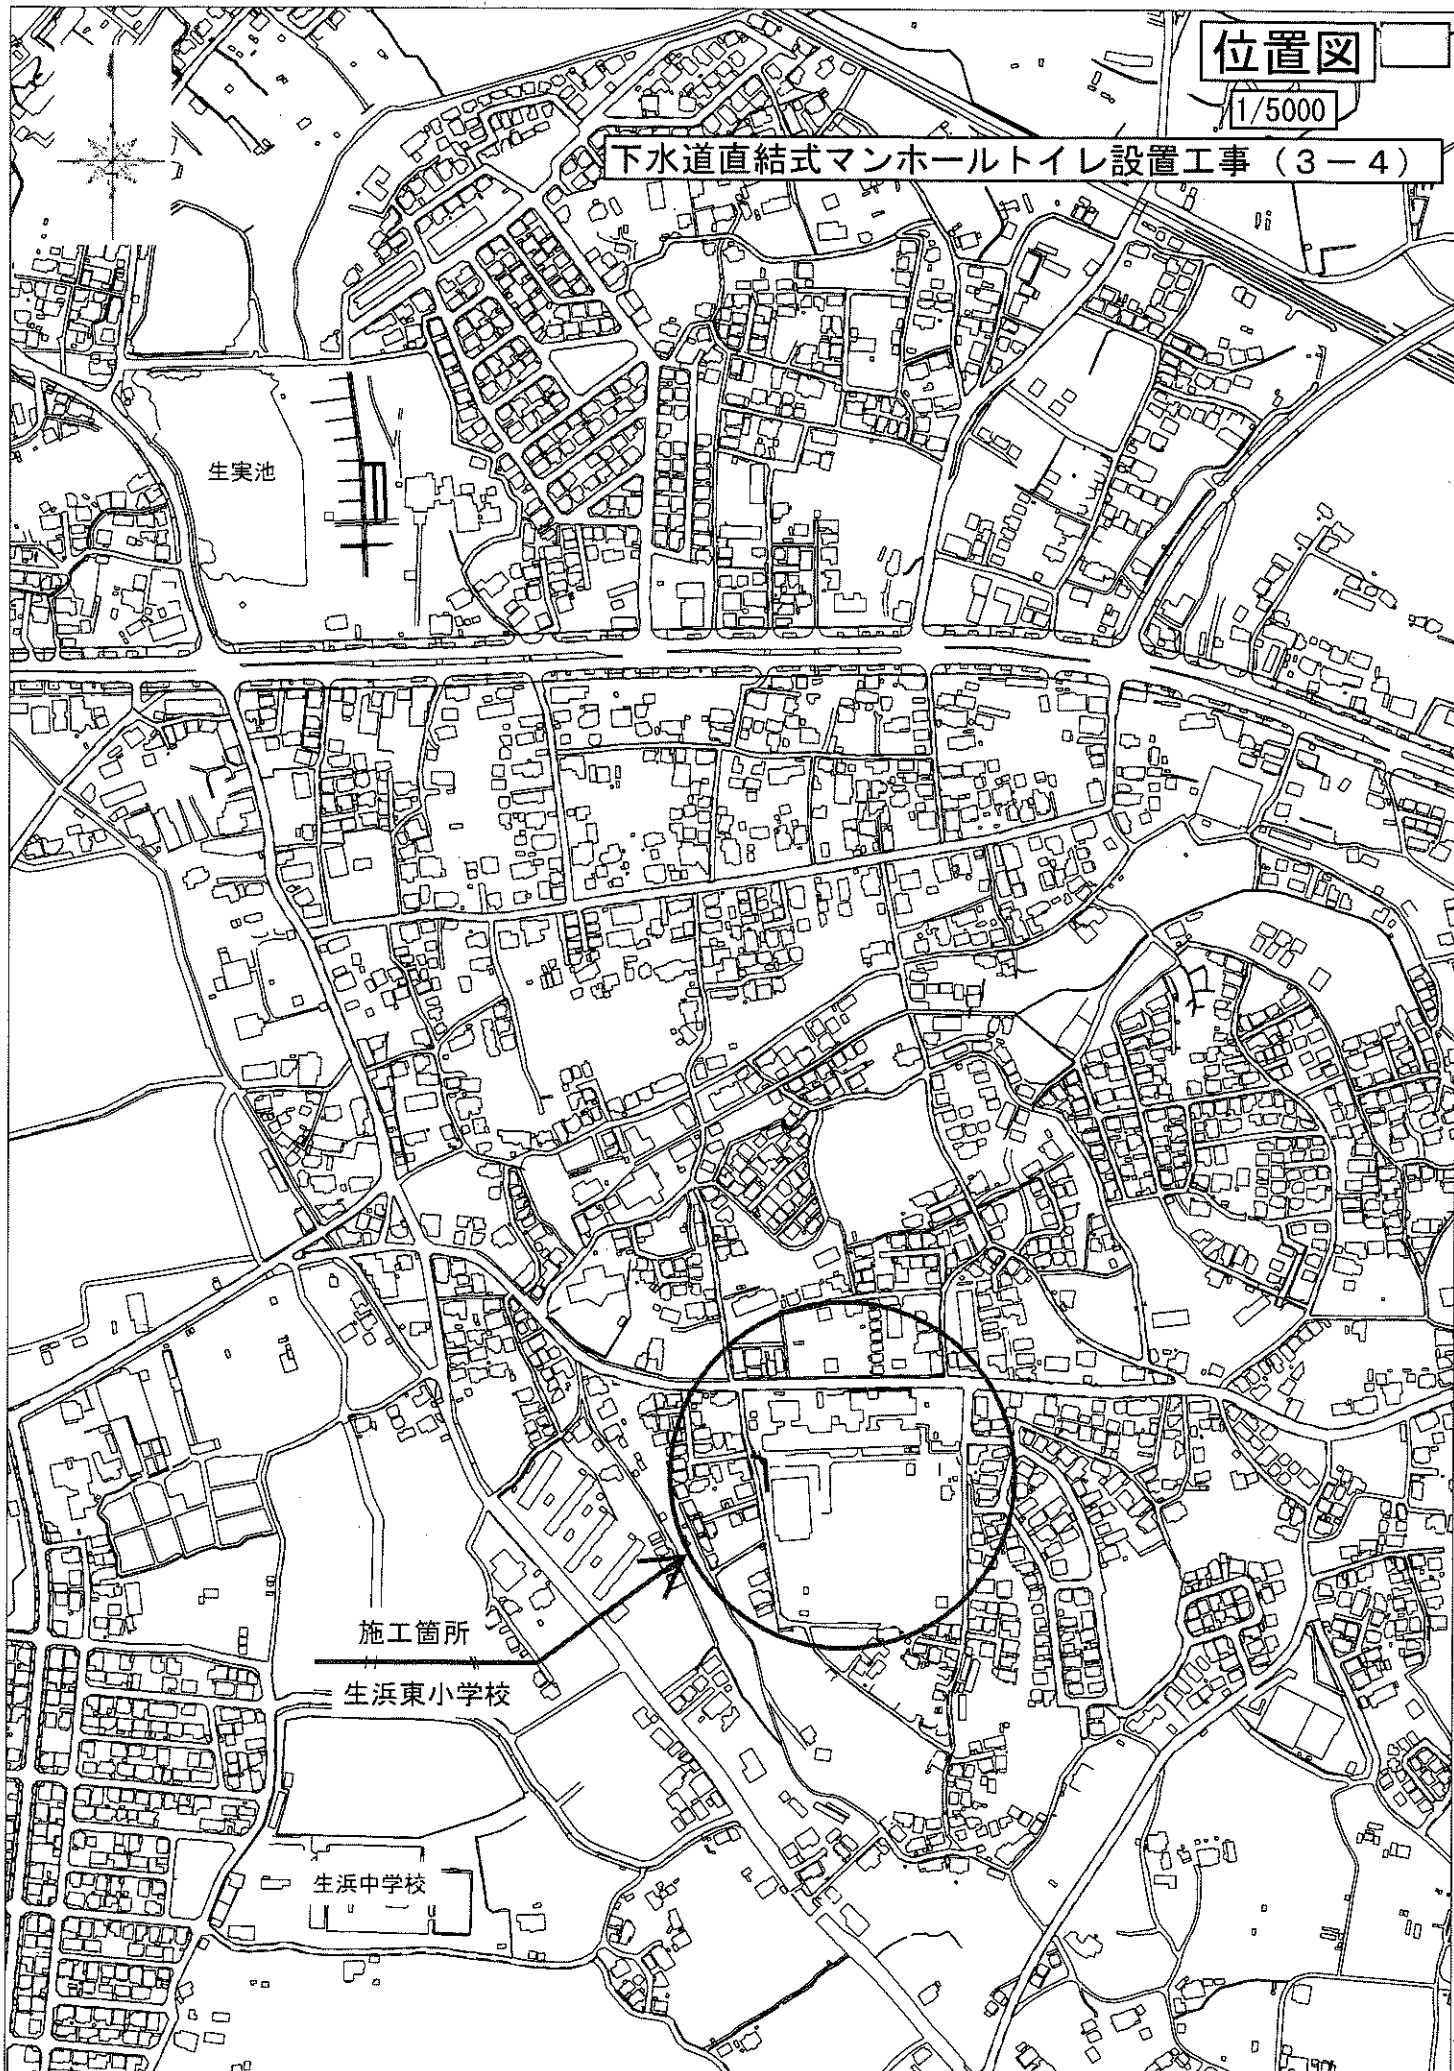 位置図
1/5000
下水道直結式マンホールトイレ設置工事（3－4）
生実池
施工箇所
生浜東小学校
生浜中学校